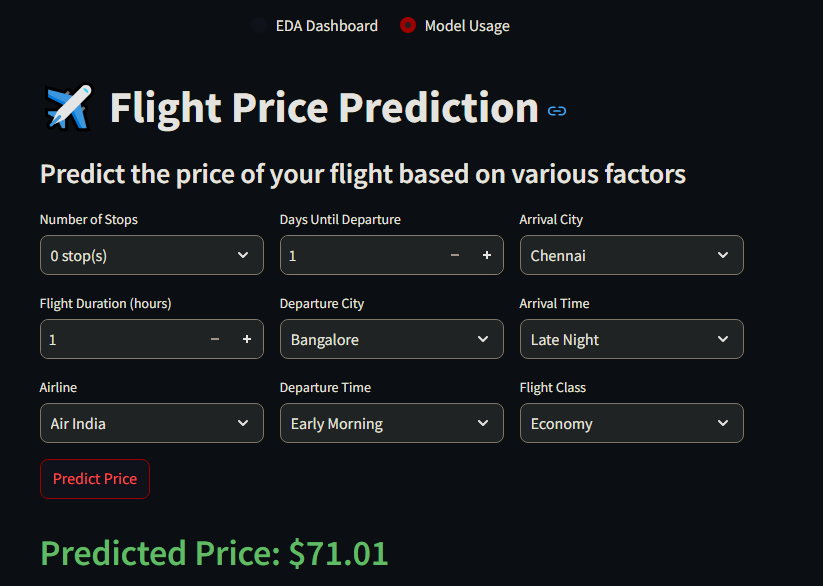 EDA Dashboard Model Usage
Flight Price Prediction
Predict the price of your flight based on various factors
Number of Stops Days Until Departure Arrival City
0 stop(s) 1 Chennai
Flight Duration (hours) Departure City Arrival Time
1 Bangalore Late Night
Airline Departure Time Flight Class
Air India Early Morning Economy
Predict Price
Predicted Price: $71.01